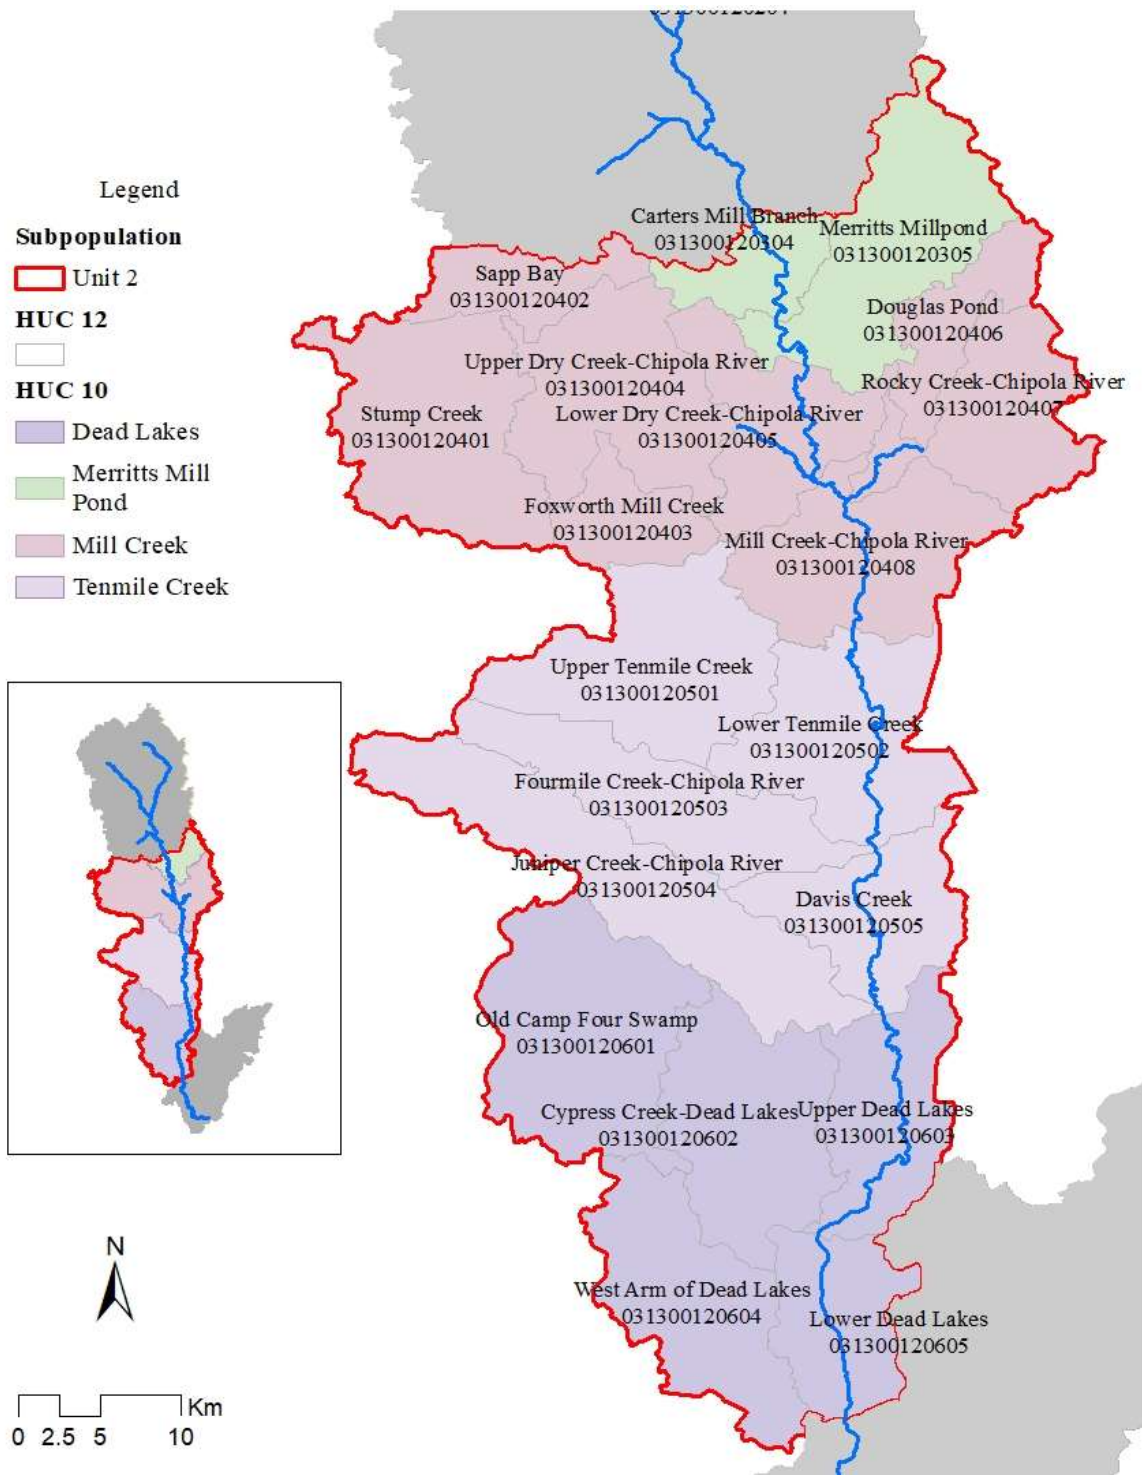 031300120204
Legend
Subpopulation
Unit 2
HUC 12
HUC 10
Dead Lakes
Merritts Mill
Pond
Mill Creek
Tenmile Creek
Carters Mill Branch
031300120304
Merritts Millpond
031300120305
Sapp Bay
031300120402
Douglas Pond
031300120406
Upper Dry Creek-Chipola River
031300120404
Rocky Creek-Chipola River
031300120407
Stump Creek
031300120401
Lower Dry Creek-Chipola River
031300120405
Foxworth Mill Creek
031300120403
Mill Creek-Chipola River
031300120408
Upper Tenmile Creek
031300120501
Lower Tenmile Creek
031300120502
Fourmile Creek-Chipola River
031300120503
Juniper Creek-Chipola River
031300120504
Davis Creek
031300120505
Old Camp Four Swamp
031300120601
Cypress Creek-Dead Lakes
031300120602
Upper Dead Lakes
031300120603
West Arm of Dead Lakes
031300120604
Lower Dead Lakes
031300120605
N
Km
0 2.5 5 10